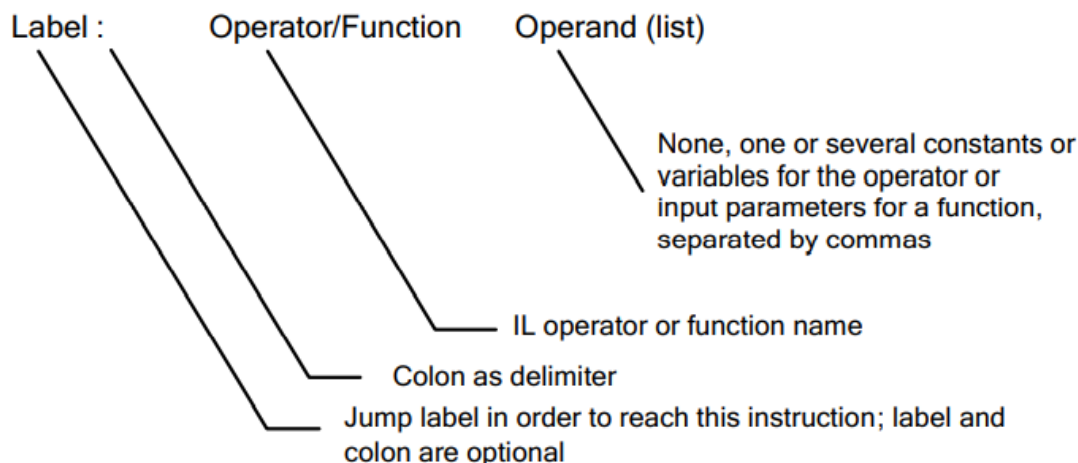 Label : Operator/Function Operand (list)
None, one or several constants or
variables for the operator or
input parameters for a function,
separated by commas
IL operator or function name
Colon as delimiter
Jump label in order to reach this instruction; label and
colon are optional